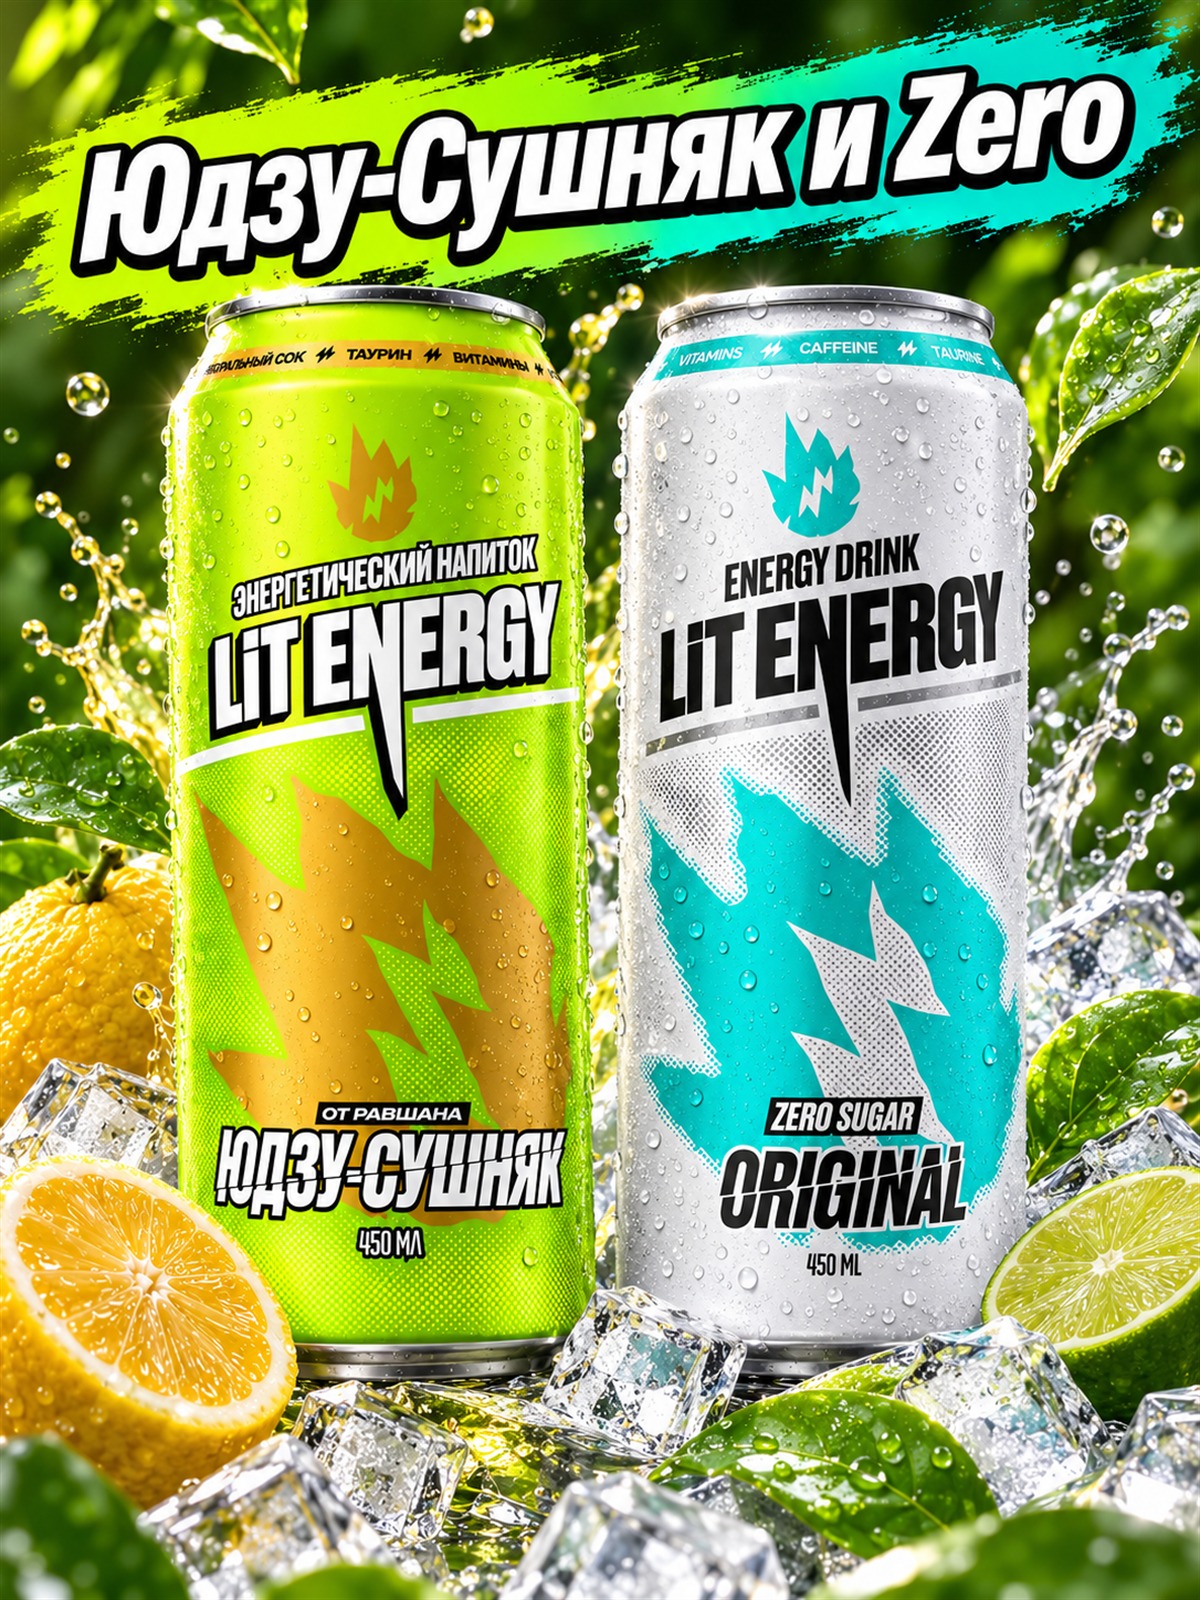 Юдзу-Сушняк и Zero
ТАУРИН ВИТАМИНЫ
VITAMINS CAFFEINE TAURINE
ЭНЕРГЕТИЧЕСКИЙ НАПИТОК
LiT ENERGY
ОТ РАВШАНА
ЮДЗУ-СУШНЯК
450 МЛ
ENERGY DRINK
LiT ENERGY
ZERO SUGAR
ORIGINAL
450 ML